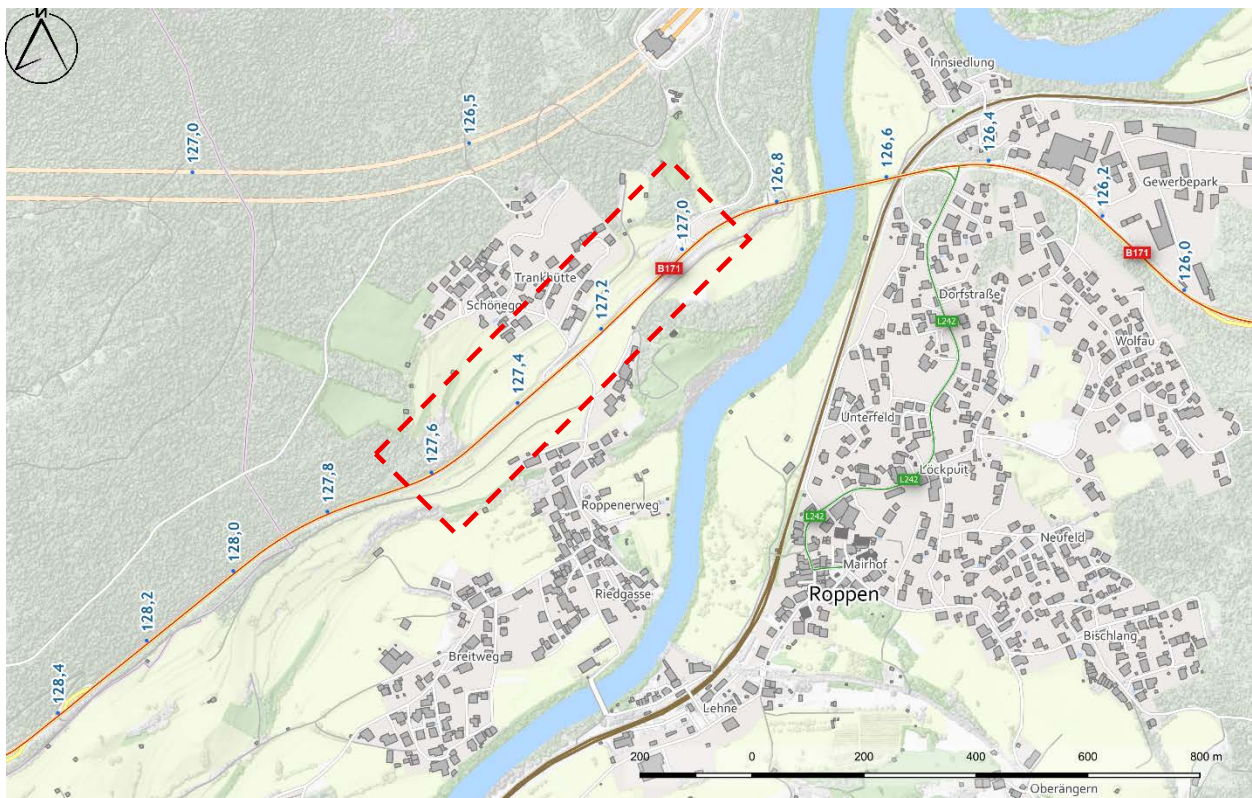 N
Innsiedlung
126,5
127,0
126,4
126,6
126,8
Gewerbepark
126,2
127,0
B171
B171
126,0
Trankhütte
Schönegg
127,2
Dorfstraße
L242
Wolfau
127,4
Unterfeld
127,6
Löckpuit
L242
127,8
Roppenerweg
L242
Neufeld
128,0
Mairhof
Riedgasse
Roppen
128,2
Bischlang
Breitweg
128,4
Lehne
200 0 200 400 600 800 m
Oberängern